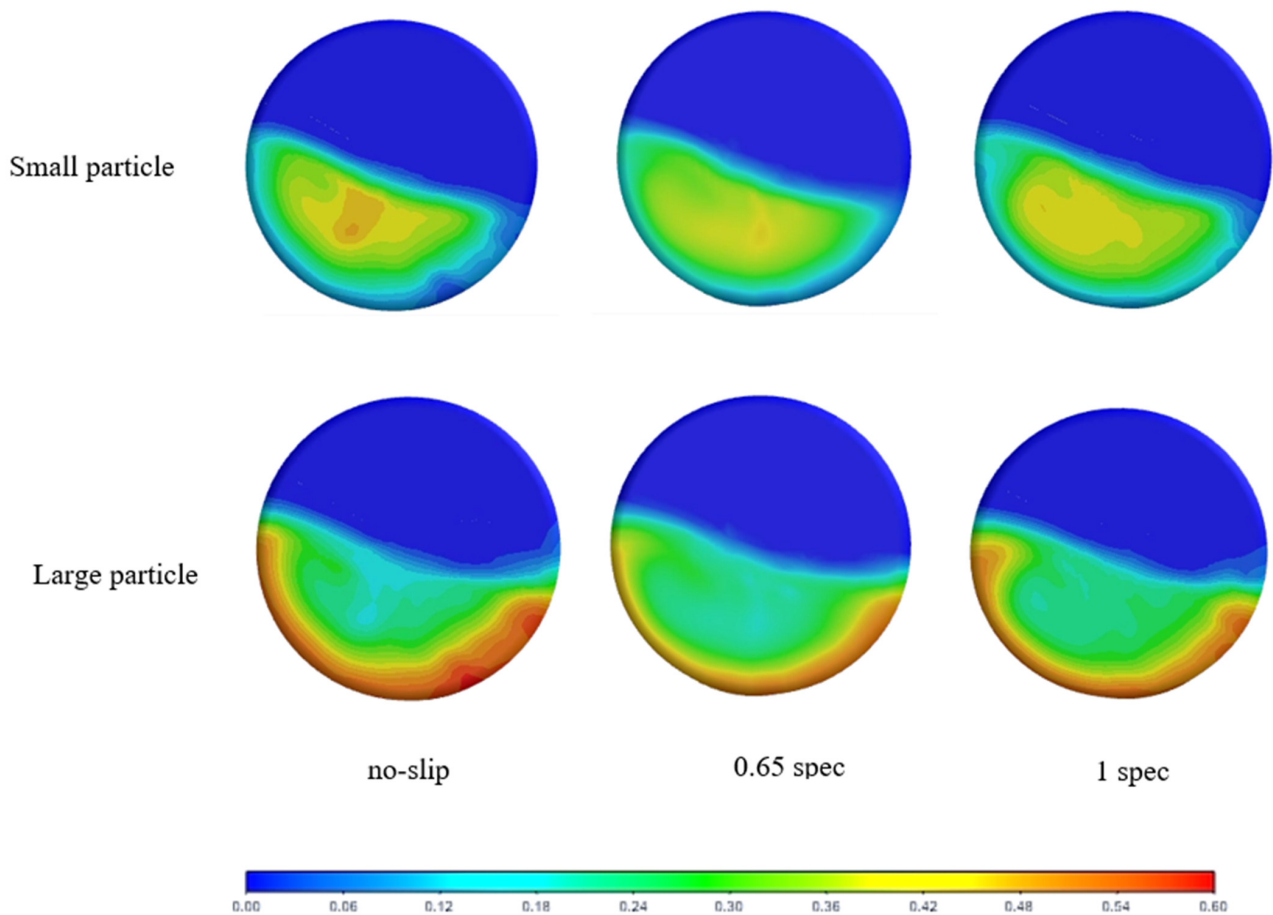 Small particle
Large particle
no-slip 0.65 spec 1 spec
0.00 0.06 0.12 0.18 0.24 0.30 0.36 0.42 0.48 0.54 0.60